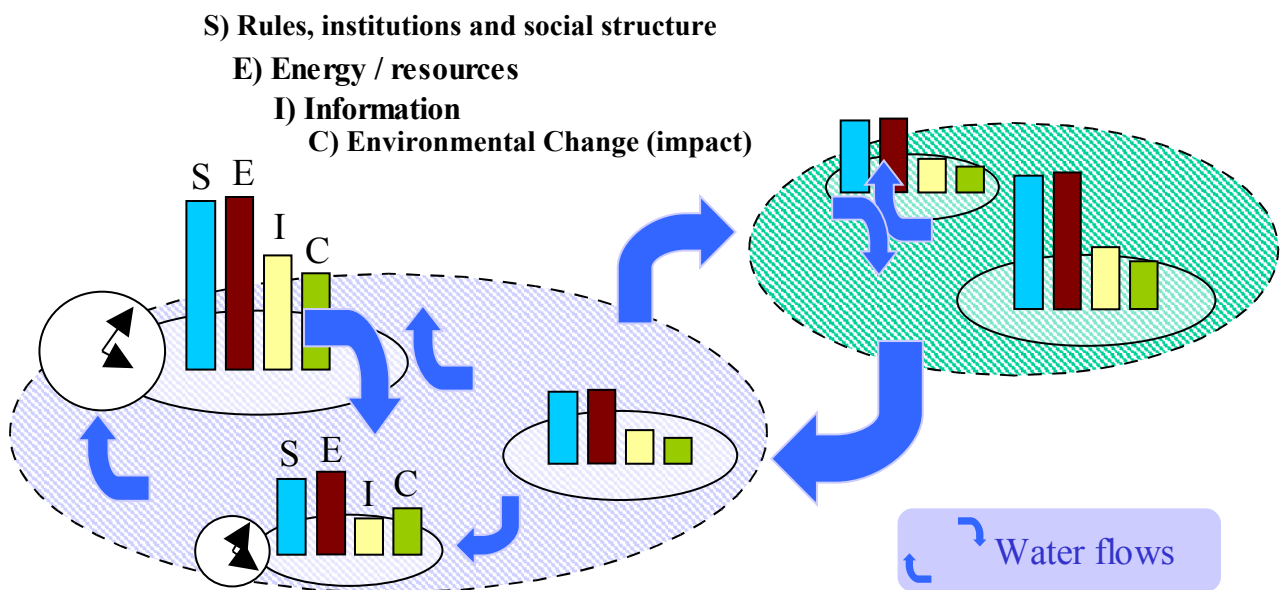 S) Rules, institutions and social structure
E) Energy / resources
I) Information
C) Environmental Change (impact)
S E I C
S E I C
Water flows